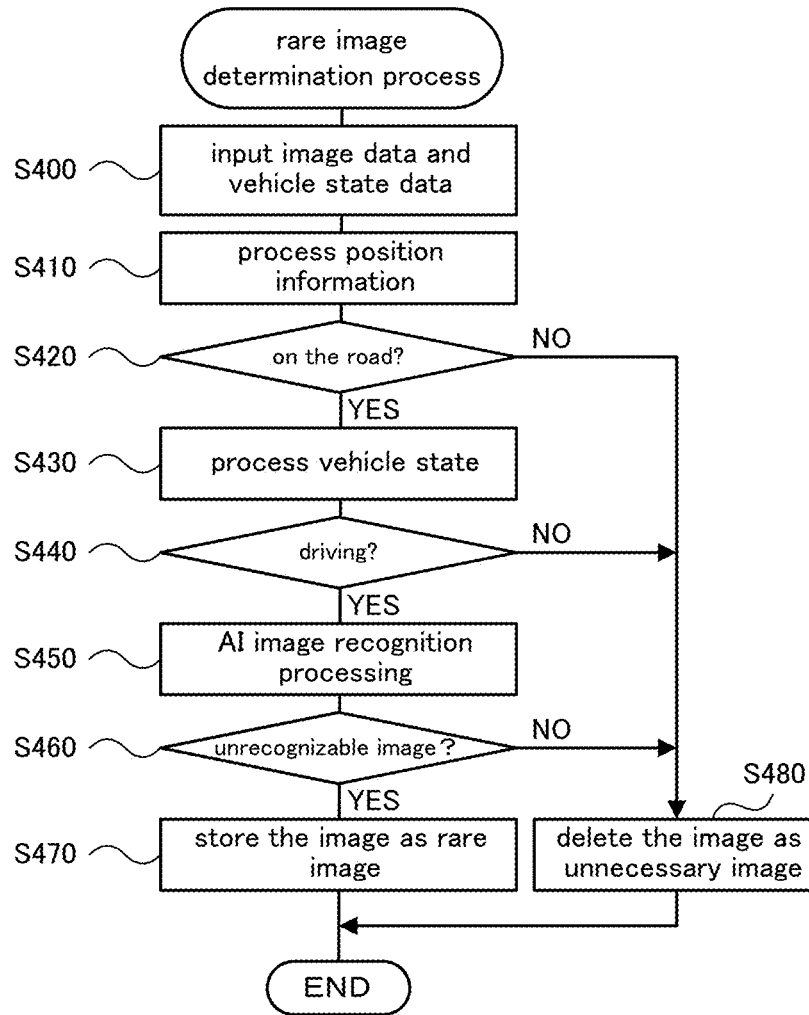 rare image
determination process
S400
input image data and
vehicle state data
S410
process position
information
S420
on the road?
NO
YES
S430
process vehicle state
S440
driving?
NO
YES
S450
AI image recognition
processing
S460
unrecognizable image?
NO
YES
S480
S470
store the image as rare
image
delete the image as
unnecessary image
END